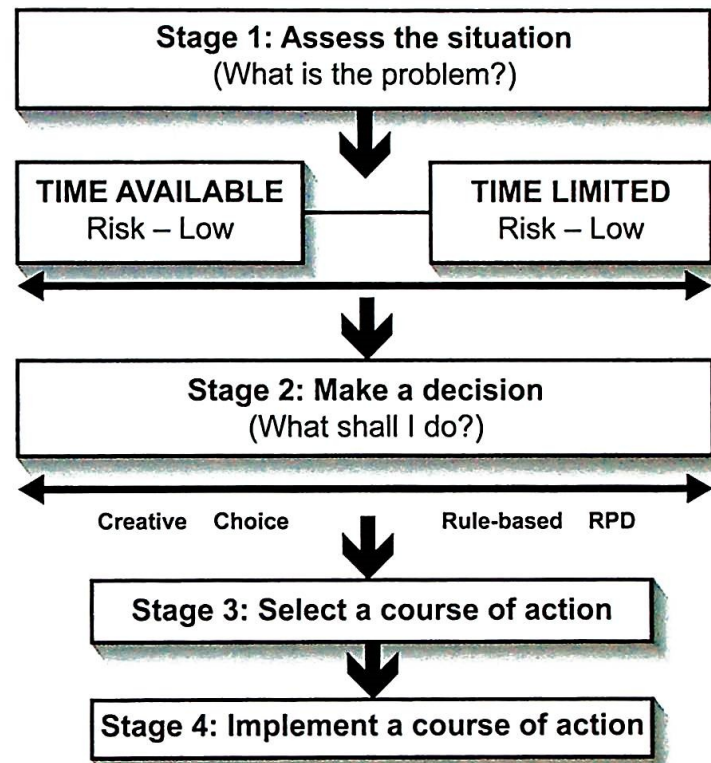 Stage 1: Assess the situation
(What is the problem?)
TIME AVAILABLE
Risk – Low
TIME LIMITED
Risk – Low
Stage 2: Make a decision
(What shall I do?)
Creative Choice Rule-based RPD
Stage 3: Select a course of action
Stage 4: Implement a course of action